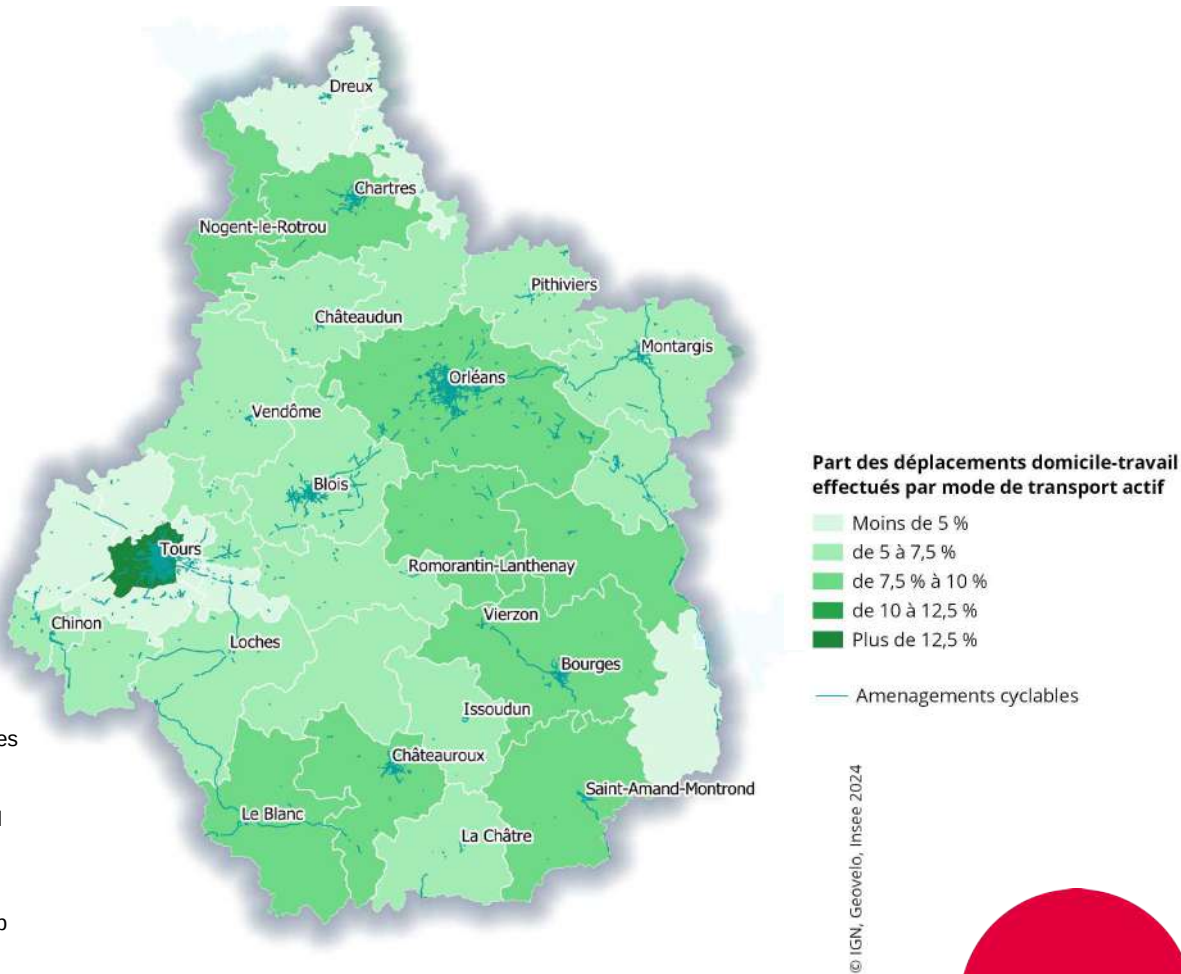 Dreux
Chartres
Nogent-le-Rotrou
Pithiviers
Châteaudun
Montargis
Orléans
Vendôme
Blois
Tours
Romorantin-Lanthenay
Chinon
Vierzon
Loches
Bourges
Issoudun
Châteauroux
Saint-Amand-Montrond
Le Blanc
La Châtre
Part des déplacements domicile-travail
effectués par mode de transport actif
Moins de 5 %
de 5 à 7,5 %
de 7,5 % à 10 %
de 10 à 12,5 %
Plus de 12,5 %
Amenagements cyclables
© IGN, Geovelo, Insee 2024
es